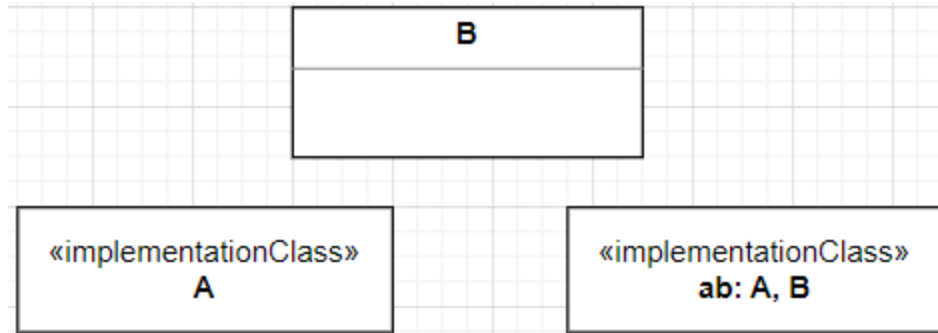 B
«implementationClass»
A
«implementationClass»
ab: A, B